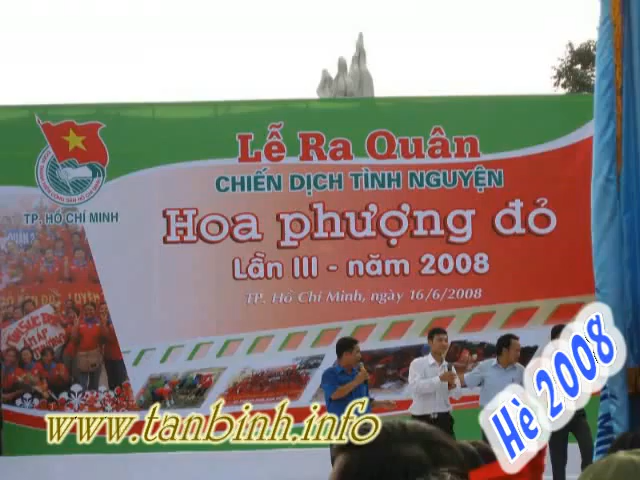 Lễ Ra Quân
CHIẾN DỊCH TÌNH NGUYỆN
TP. HỒ CHÍ MINH
Hoa phượng đỏ
Lần III - năm 2008
TP. Hồ Chí Minh, ngày 16/6/2008
Hè 2008
www.tanbinh.info